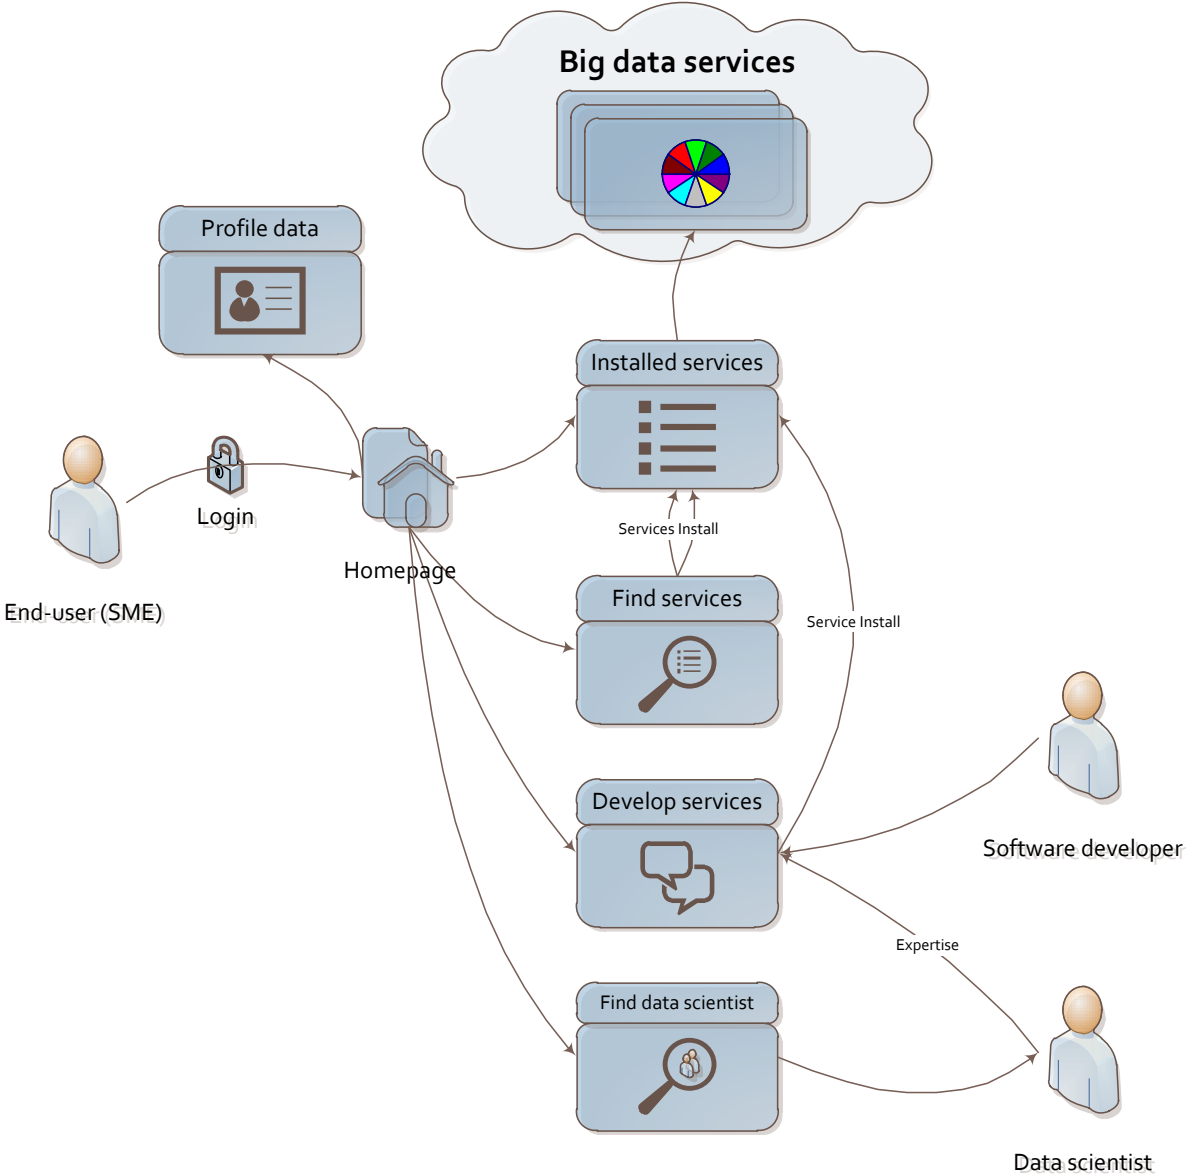 Big data services
Profile data
Installed services
Login
Services Install
Homepage
Find services
End-user (SME)
Service Install
Develop services
Software developer
Expertise
Find data scientist
Data scientist